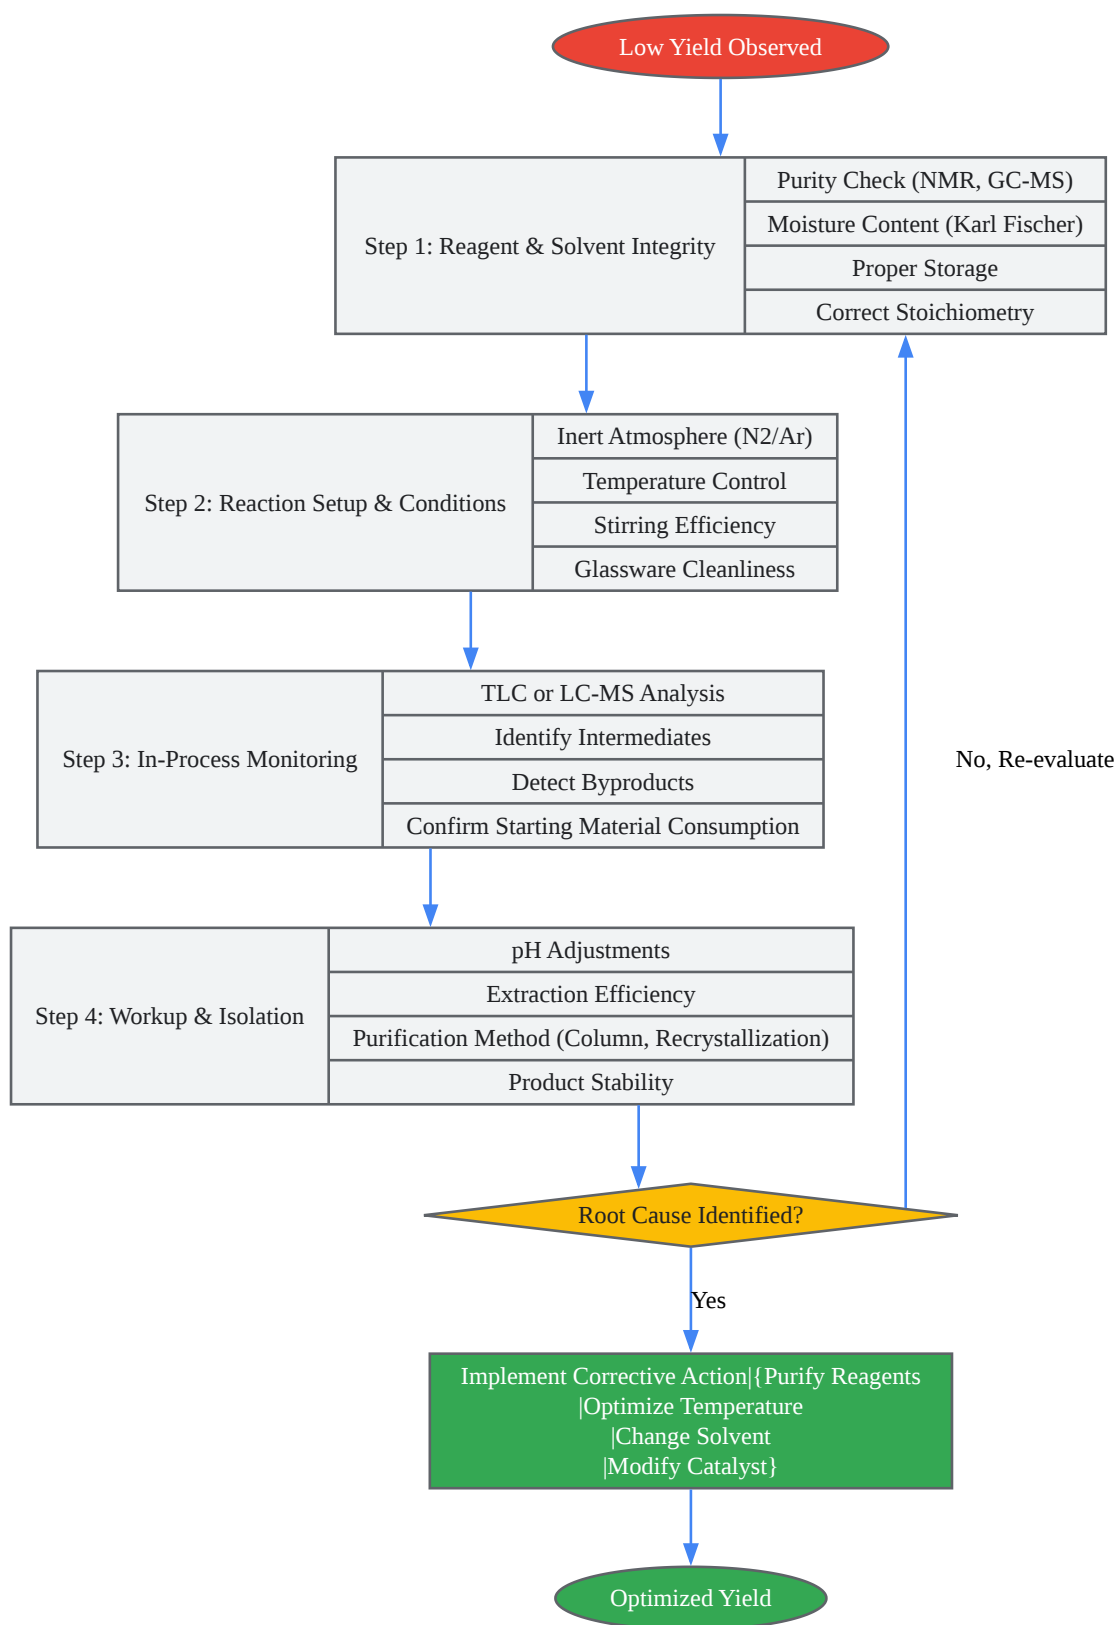 Low Yield Observed
Step 1: Reagent & Solvent Integrity
Purity Check (NMR, GC-MS)
Moisture Content (Karl Fischer)
Proper Storage
Correct Stoichiometry
Step 2: Reaction Setup & Conditions
Inert Atmosphere (N2/Ar)
Temperature Control
Stirring Efficiency
Glassware Cleanliness
Step 3: In-Process Monitoring
TLC or LC-MS Analysis
Identify Intermediates
Detect Byproducts
Confirm Starting Material Consumption
No, Re-evaluate
Step 4: Workup & Isolation
pH Adjustments
Extraction Efficiency
Purification Method (Column, Recrystallization)
Product Stability
Root Cause Identified?
Yes
Implement Corrective Action|{Purify Reagents
|Optimize Temperature
|Change Solvent
|Modify Catalyst}
Optimized Yield